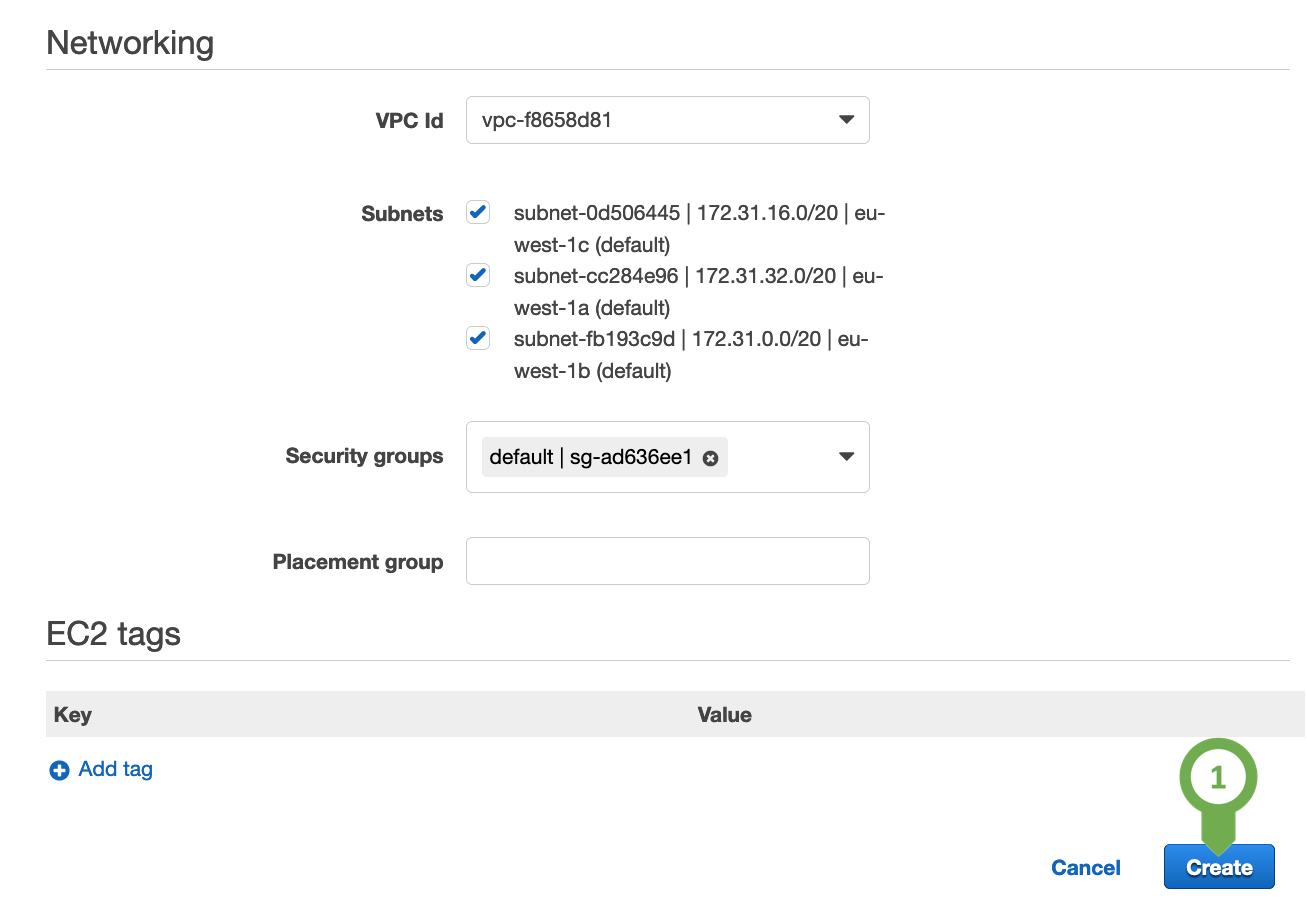 Networking
VPC Id
vpc-f8658d81
Subnets
subnet-0d506445 | 172.31.16.0/20 | eu-
west-1c (default)
subnet-cc284e96 | 172.31.32.0/20 | eu-
west-1a (default)
subnet-fb193c9d | 172.31.0.0/20 | eu-
west-1b (default)
Security groups
default | sg-ad636ee1
Placement group
EC2 tags
Key Value
Add tag
1
Cancel Create